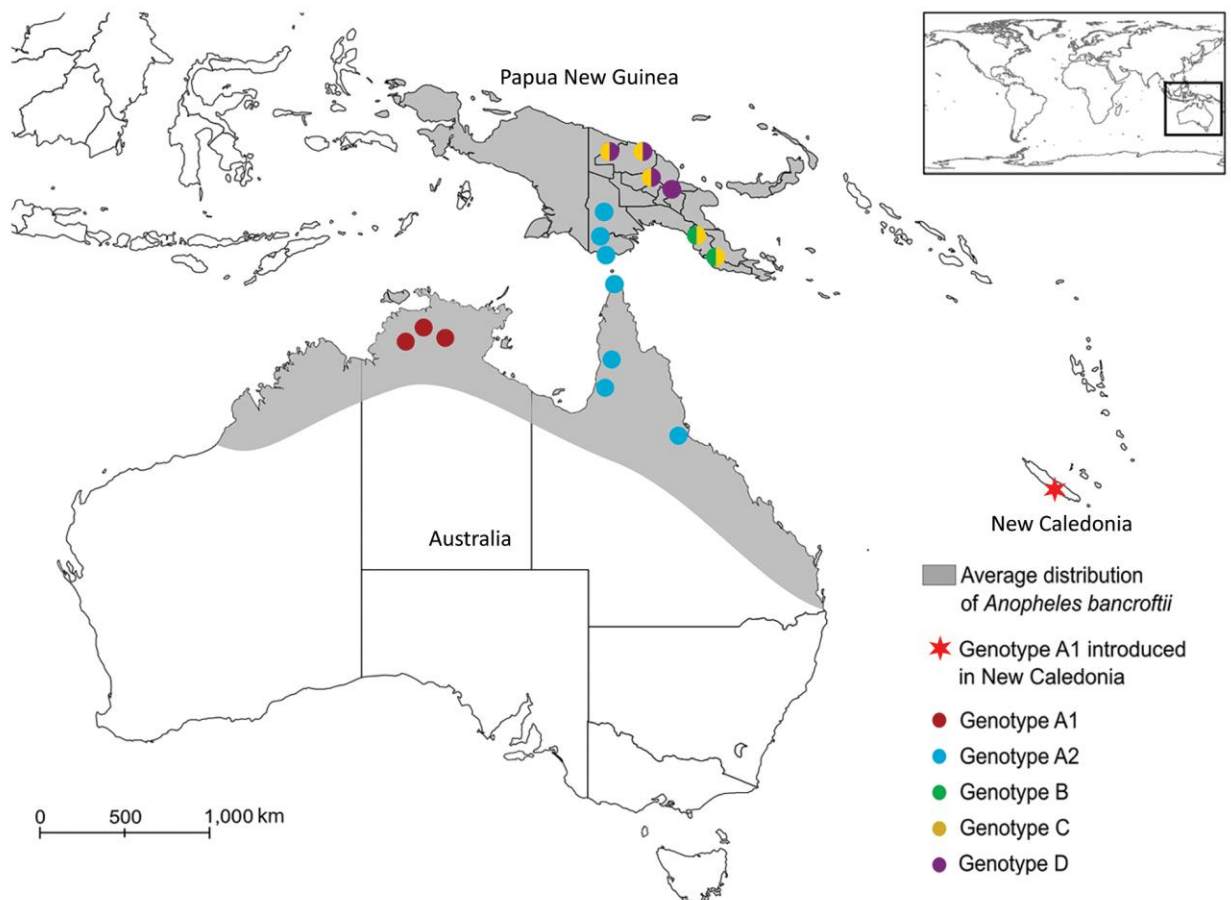 Papua New Guinea
Australia
New Caledonia
Average distribution
of Anopheles bancroftii
Genotype A1 introduced
in New Caledonia
Genotype A1
Genotype A2
Genotype B
Genotype C
Genotype D
0 500 1,000 km